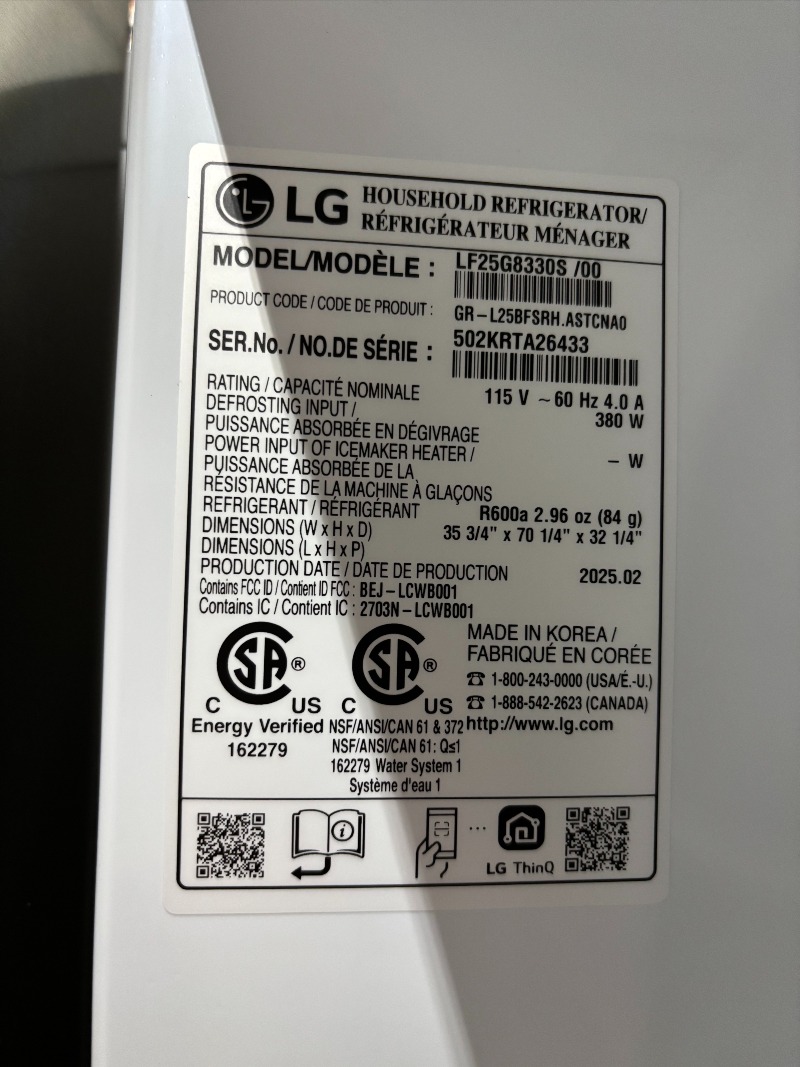 LG HOUSEHOLD REFRIGERATOR/
RÉFRIGÉRATEUR MÉNAGER
MODEL/MODÈLE : LF25G8330S /00
PRODUCT CODE / CODE DE PRODUIT : GR-L25BFSRH.ASTCNA0
SER.No. / NO.DE SÉRIE : 502KRTA26433
RATING / CAPACITÉ NOMINALE 115 V ~ 60 Hz 4.0 A
DEFROSTING INPUT / 380 W
PUISSANCE ABSORBÉE EN DÉGIVRAGE
POWER INPUT OF ICEMAKER HEATER / – W
PUISSANCE ABSORBÉE DE LA
RÉSISTANCE DE LA MACHINE À GLAÇONS
REFRIGERANT / RÉFRIGÉRANT R600a 2.96 oz (84 g)
DIMENSIONS (W x H x D) 35 3/4" x 70 1/4" x 32 1/4"
DIMENSIONS (L x H x P)
PRODUCTION DATE / DATE DE PRODUCTION 2025.02
Contains FCC ID / Contient ID FCC : BEJ-LCWB001
Contains IC / Contient IC : 2703N-LCWB001
SA ®
C US
Energy Verified
162279
SA ®
C US
NSF/ANSI/CAN 61 & 372
NSF/ANSI/CAN 61: Q≤1
162279 Water System 1
Système d'eau 1
MADE IN KOREA /
FABRIQUÉ EN CORÉE
☎ 1-800-243-0000 (USA/É.-U.)
☎ 1-888-542-2623 (CANADA)
http://www.lg.com
LG ThinQ